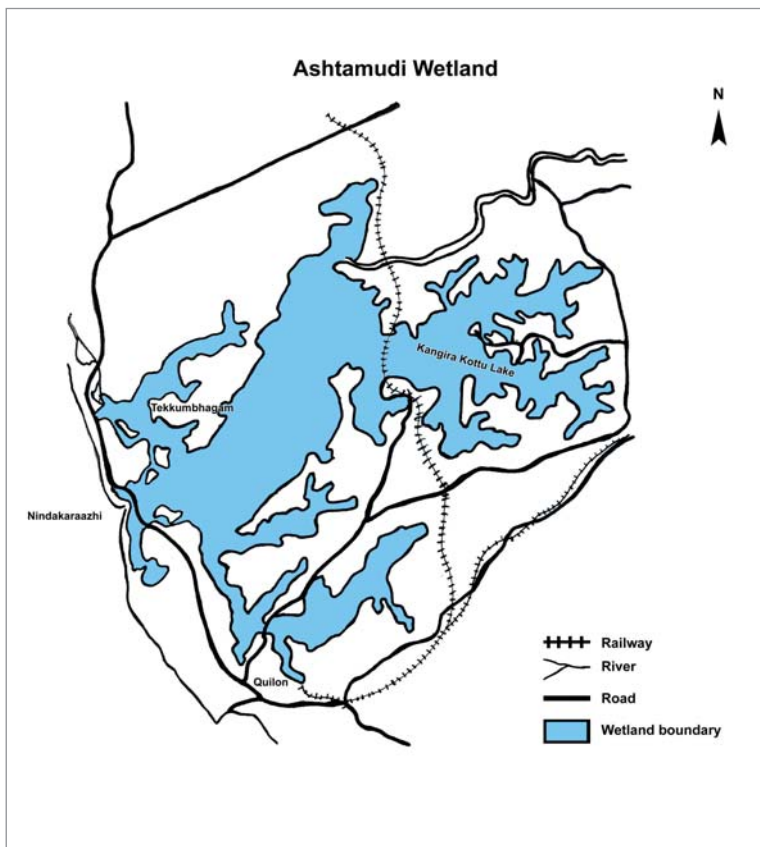 Ashtamudi Wetland
N
Kangira Kottu Lake
Tekkumbhagam
Nindakaraazhi
Quilon
Railway
River
Road
Wetland boundary